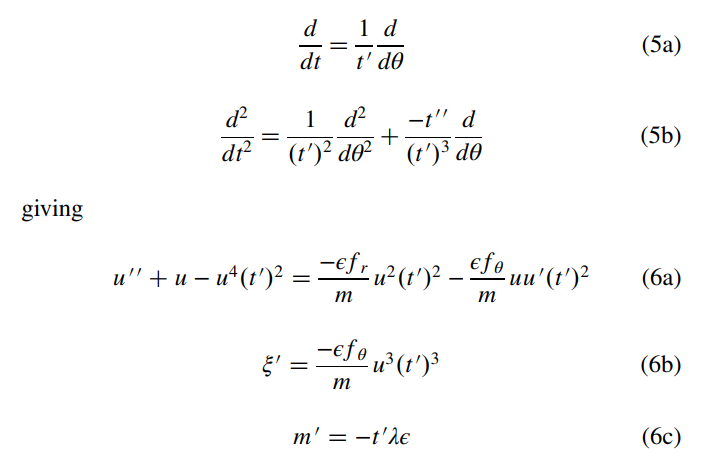 d/dt = 1/t′ d/dθ (5a)
d²/dt² = 1/(t′)² d²/dθ² + −t′′/(t′)³ d/dθ (5b)
giving
u′′ + u − u⁴(t′)² = −ϵf_r/m u²(t′)² − ϵf_θ/m uu′(t′)² (6a)
ξ′ = −ϵf_θ/m u³(t′)³ (6b)
m′ = −t′λϵ (6c)